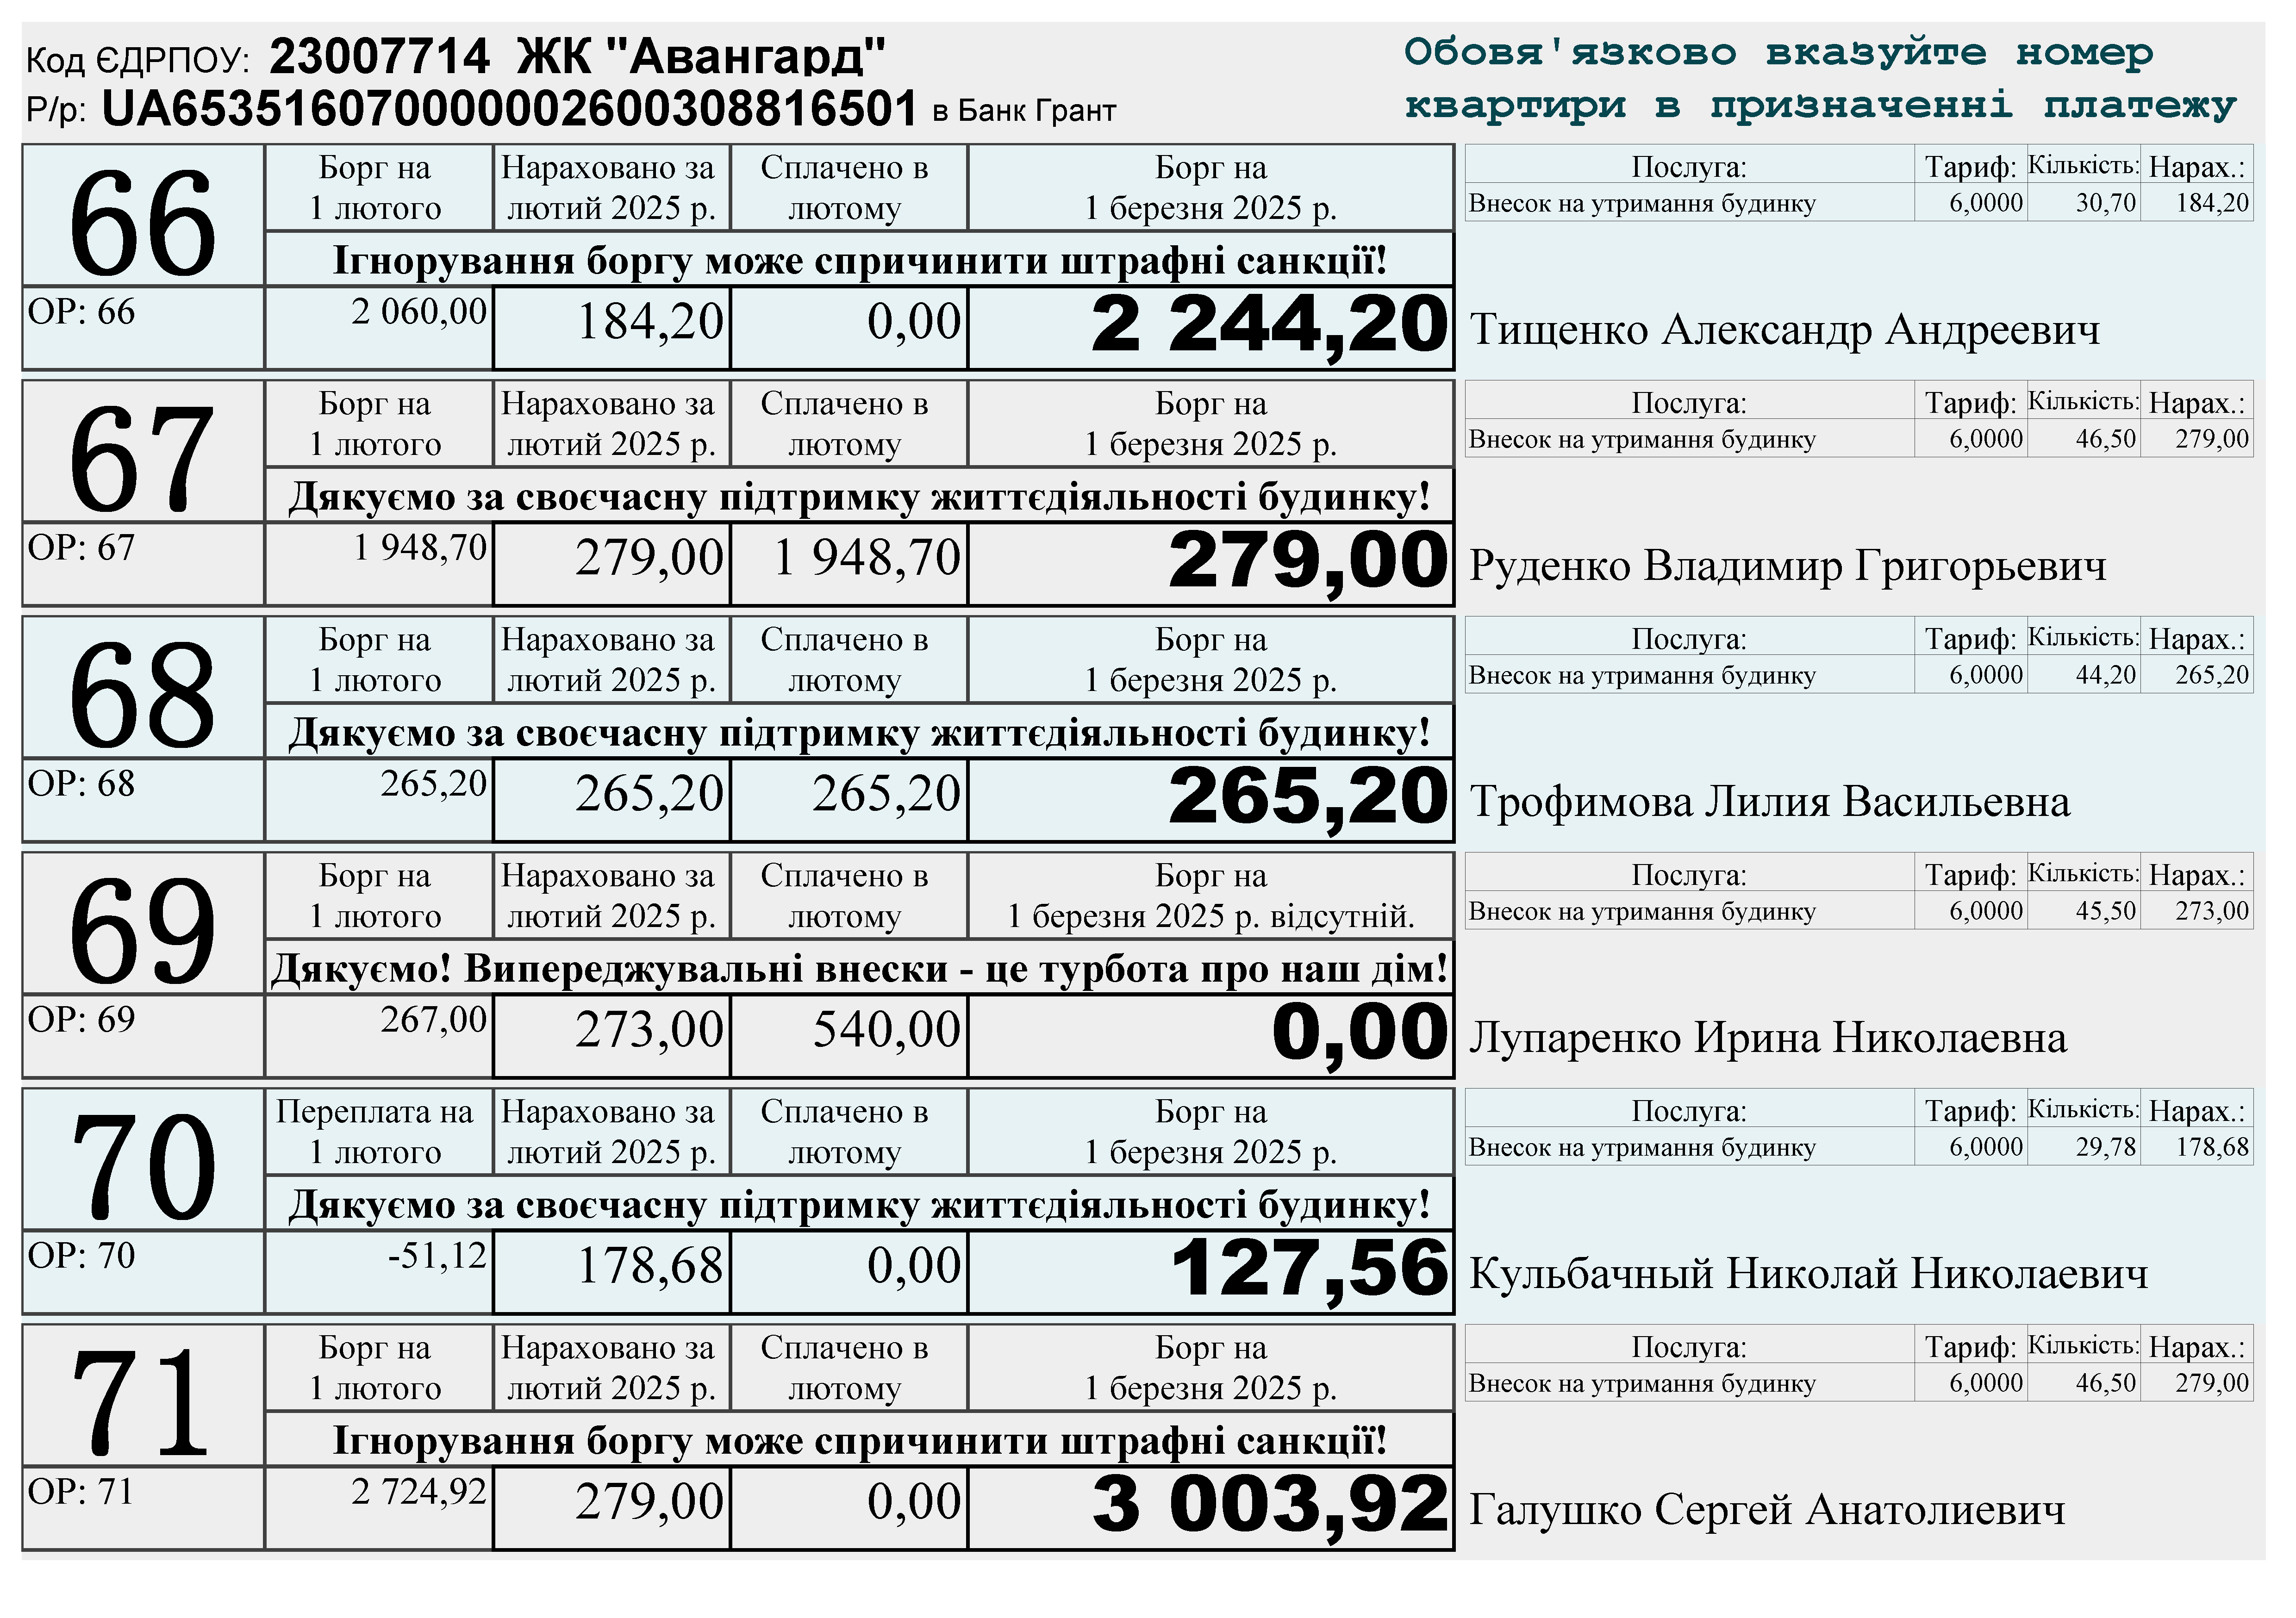 Код ЄДРПОУ: 23007714 ЖК "Авангард"
Р/р: UA653516070000002600308816501 в Банк Грант
Обовя'язково вказуйте номер
квартири в призначенні платежу
66
Борг на
1 лютого
Нараховано за
лютий 2025 р.
Сплачено в
лютому
Борг на
1 березня 2025 р.
Ігнорування боргу може спричинити штрафні санкції!
ОР: 66 2 060,00 184,20 0,00 2 244,20
Послуга: Тариф: Кількість: Нарах.:
Внесок на утримання будинку 6,0000 30,70 184,20
Тищенко Александр Андреевич
67
Борг на
1 лютого
Нараховано за
лютий 2025 р.
Сплачено в
лютому
Борг на
1 березня 2025 р.
Дякуємо за своєчасну підтримку життєдіяльності будинку!
ОР: 67 1 948,70 279,00 1 948,70 279,00
Послуга: Тариф: Кількість: Нарах.:
Внесок на утримання будинку 6,0000 46,50 279,00
Руденко Владимир Григорьевич
68
Борг на
1 лютого
Нараховано за
лютий 2025 р.
Сплачено в
лютому
Борг на
1 березня 2025 р.
Дякуємо за своєчасну підтримку життєдіяльності будинку!
ОР: 68 265,20 265,20 265,20 265,20
Послуга: Тариф: Кількість: Нарах.:
Внесок на утримання будинку 6,0000 44,20 265,20
Трофимова Лилия Васильевна
69
Борг на
1 лютого
Нараховано за
лютий 2025 р.
Сплачено в
лютому
Борг на
1 березня 2025 р. відсутній.
Дякуємо! Випереджувальні внески - це турбота про наш дім!
ОР: 69 267,00 273,00 540,00 0,00
Послуга: Тариф: Кількість: Нарах.:
Внесок на утримання будинку 6,0000 45,50 273,00
Лупаренко Ирина Николаевна
70
Переплата на
1 лютого
Нараховано за
лютий 2025 р.
Сплачено в
лютому
Борг на
1 березня 2025 р.
Дякуємо за своєчасну підтримку життєдіяльності будинку!
ОР: 70 -51,12 178,68 0,00 127,56
Послуга: Тариф: Кількість: Нарах.:
Внесок на утримання будинку 6,0000 29,78 178,68
Кульбачный Николай Николаевич
71
Борг на
1 лютого
Нараховано за
лютий 2025 р.
Сплачено в
лютому
Борг на
1 березня 2025 р.
Ігнорування боргу може спричинити штрафні санкції!
ОР: 71 2 724,92 279,00 0,00 3 003,92
Послуга: Тариф: Кількість: Нарах.:
Внесок на утримання будинку 6,0000 46,50 279,00
Галушко Сергей Анатолиевич